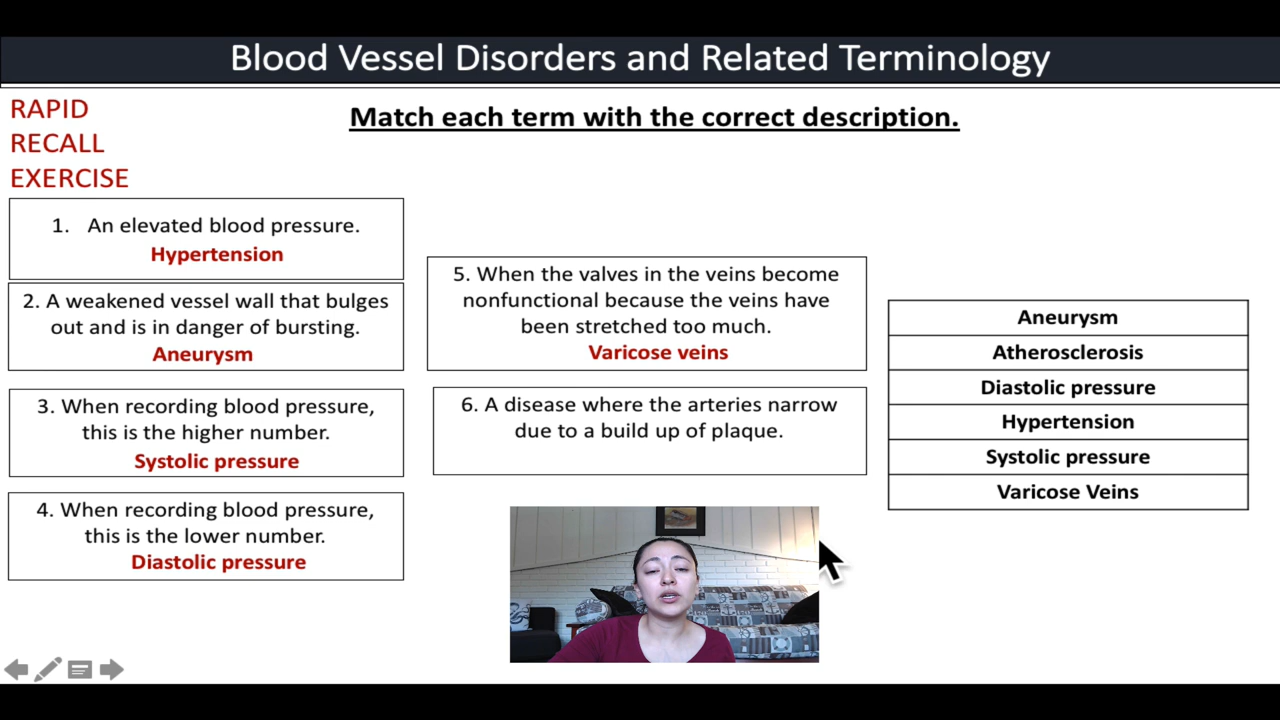 Blood Vessel Disorders and Related Terminology
RAPID
RECALL
EXERCISE
Match each term with the correct description.
1. An elevated blood pressure.
Hypertension
2. A weakened vessel wall that bulges
out and is in danger of bursting.
Aneurysm
3. When recording blood pressure,
this is the higher number.
Systolic pressure
4. When recording blood pressure,
this is the lower number.
Diastolic pressure
5. When the valves in the veins become
nonfunctional because the veins have
been stretched too much.
Varicose veins
6. A disease where the arteries narrow
due to a build up of plaque.
Aneurysm
Atherosclerosis
Diastolic pressure
Hypertension
Systolic pressure
Varicose Veins